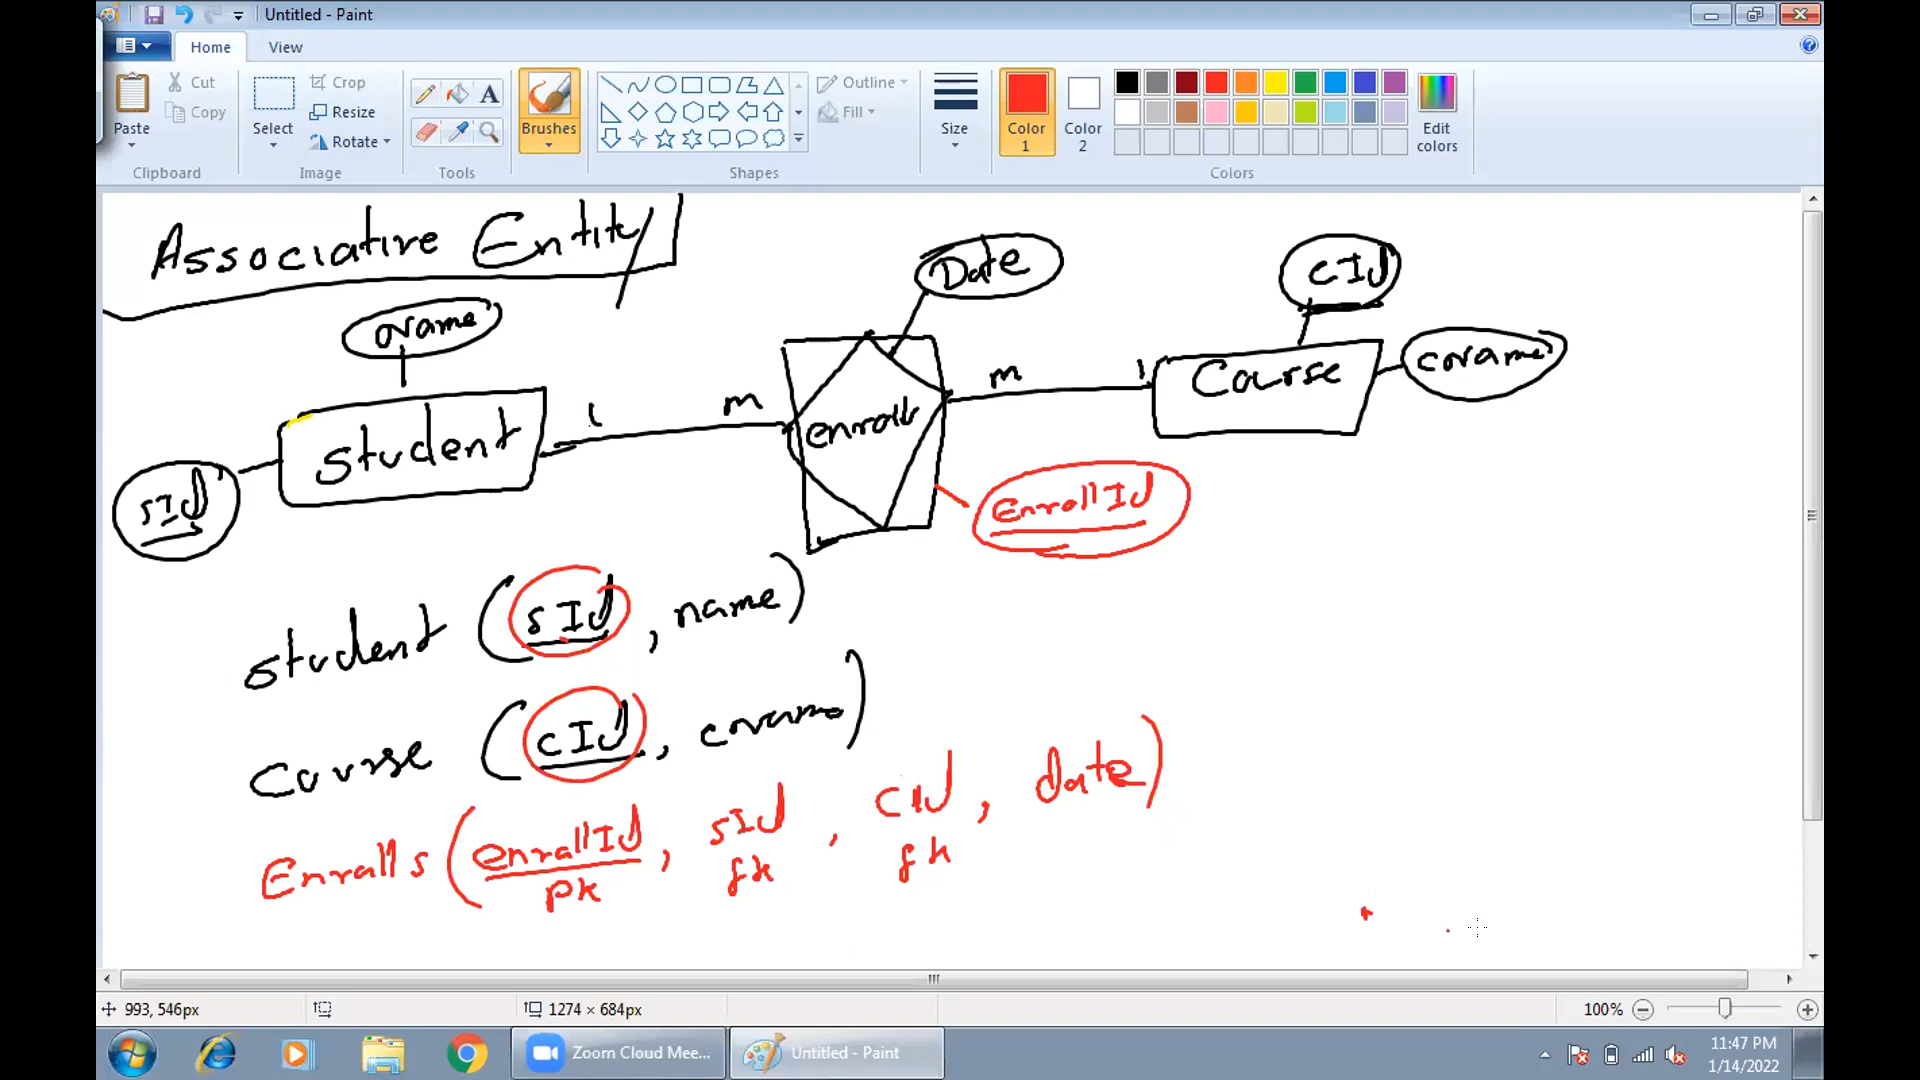 Untitled - Paint
Home View
Cut
Copy
Paste
Clipboard
Crop
Resize
Rotate
Select
Image
Tools
Brushes
Outline
Fill
Shapes
Size
Color 1
Color 2
Edit colors
Colors
Associative Entity
Date
cId
name
m
1
Course
cname
1
m
enroll
student
sId
EnrollId
student (sId, name)
Course (cId, cname)
Enrolls (enrollId, sId, cId, date)
pk fk fk
993, 546px
1274 × 684px
100%
Zoom Cloud Mee...
Untitled - Paint
11:47 PM
1/14/2022